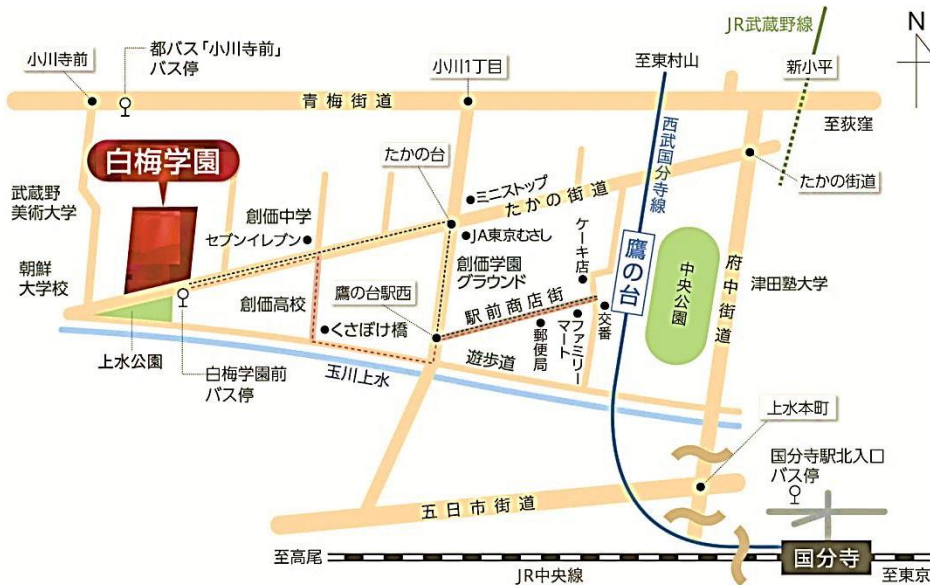 JR武蔵野線
N
都バス「小川寺前」
バス停
小川寺前
小川1丁目
至東村山
新小平
青梅街道
至荻窪
白梅学園
西武国分寺線
たかの台
ミニストップ
たかの街道
たかの街道
武蔵野
美術大学
創価中学
セブンイレブン
JA東京むさし
ケーキ店
鷹の台
中央公園
府中街道
津田塾大学
朝鮮
大学校
創価学園
グラウンド
創価高校
鷹の台駅西
駅前商店街
くさぼけ橋
交番
ファミリー
マート
郵便局
遊歩道
上水公園
玉川上水
白梅学園前
バス停
上水本町
国分寺駅北入口
バス停
五日市街道
至高尾
JR中央線
国分寺
至東京